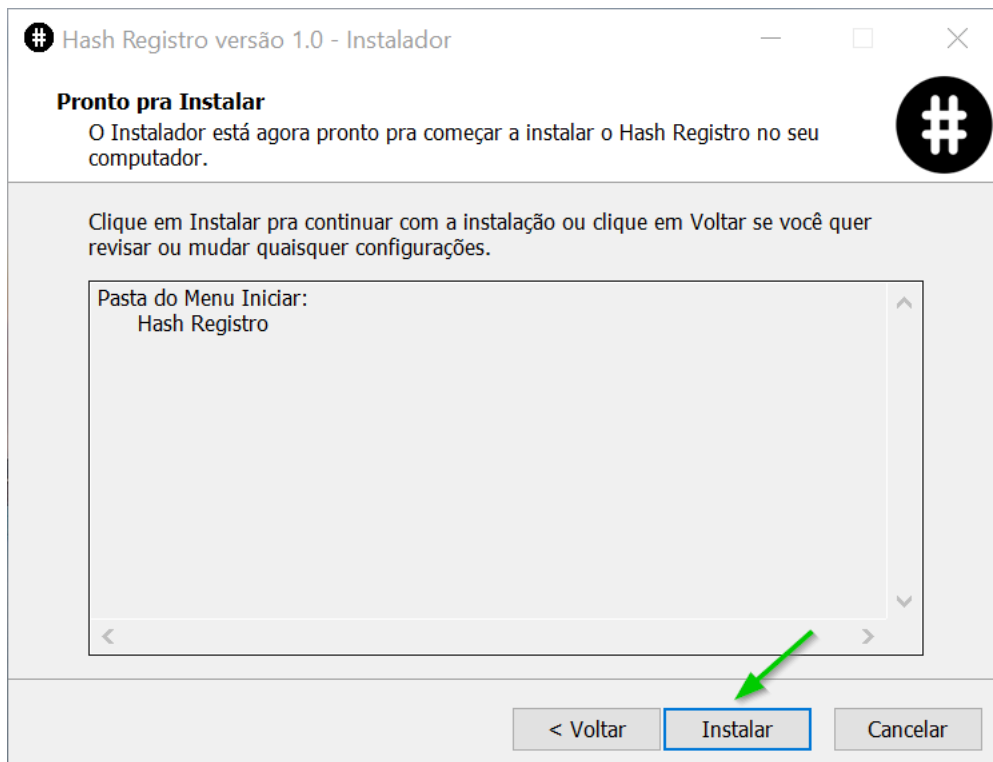 Hash Registro versão 1.0 - Instalador
Pronto pra Instalar
O Instalador está agora pronto pra começar a instalar o Hash Registro no seu
computador.
Clique em Instalar pra continuar com a instalação ou clique em Voltar se você quer
revisar ou mudar quaisquer configurações.
Pasta do Menu Iniciar:
Hash Registro
< Voltar
Instalar
Cancelar